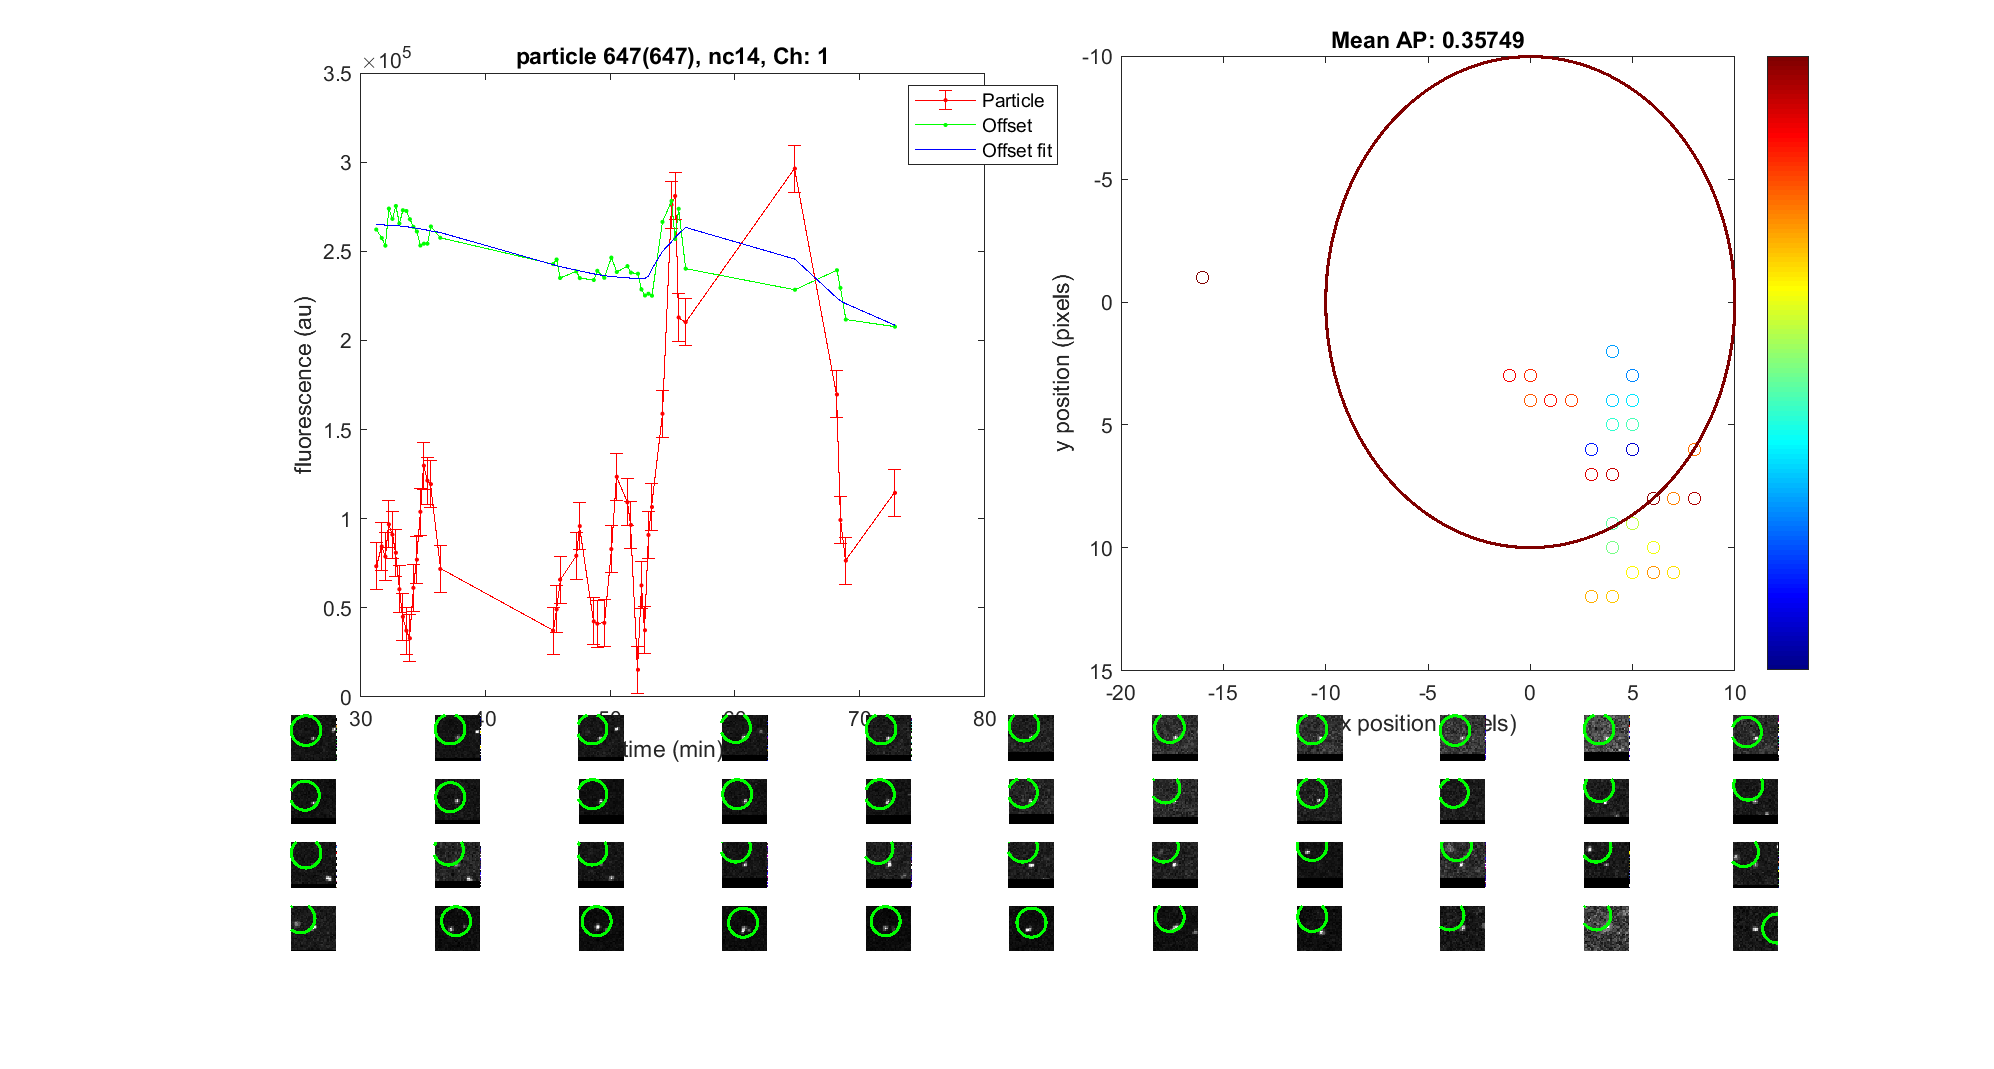 particle 647(647), nc14, Ch: 1
×10^5
3.5
3
2.5
2
1.5
1
0.5
0
fluorescence (au)
Particle
Offset
Offset fit
30
70
80
time (min)
Mean AP: 0.35749
-10
-5
0
5
10
15
y position (pixels)
-20
-15
-10
-5
0
5
10
x position